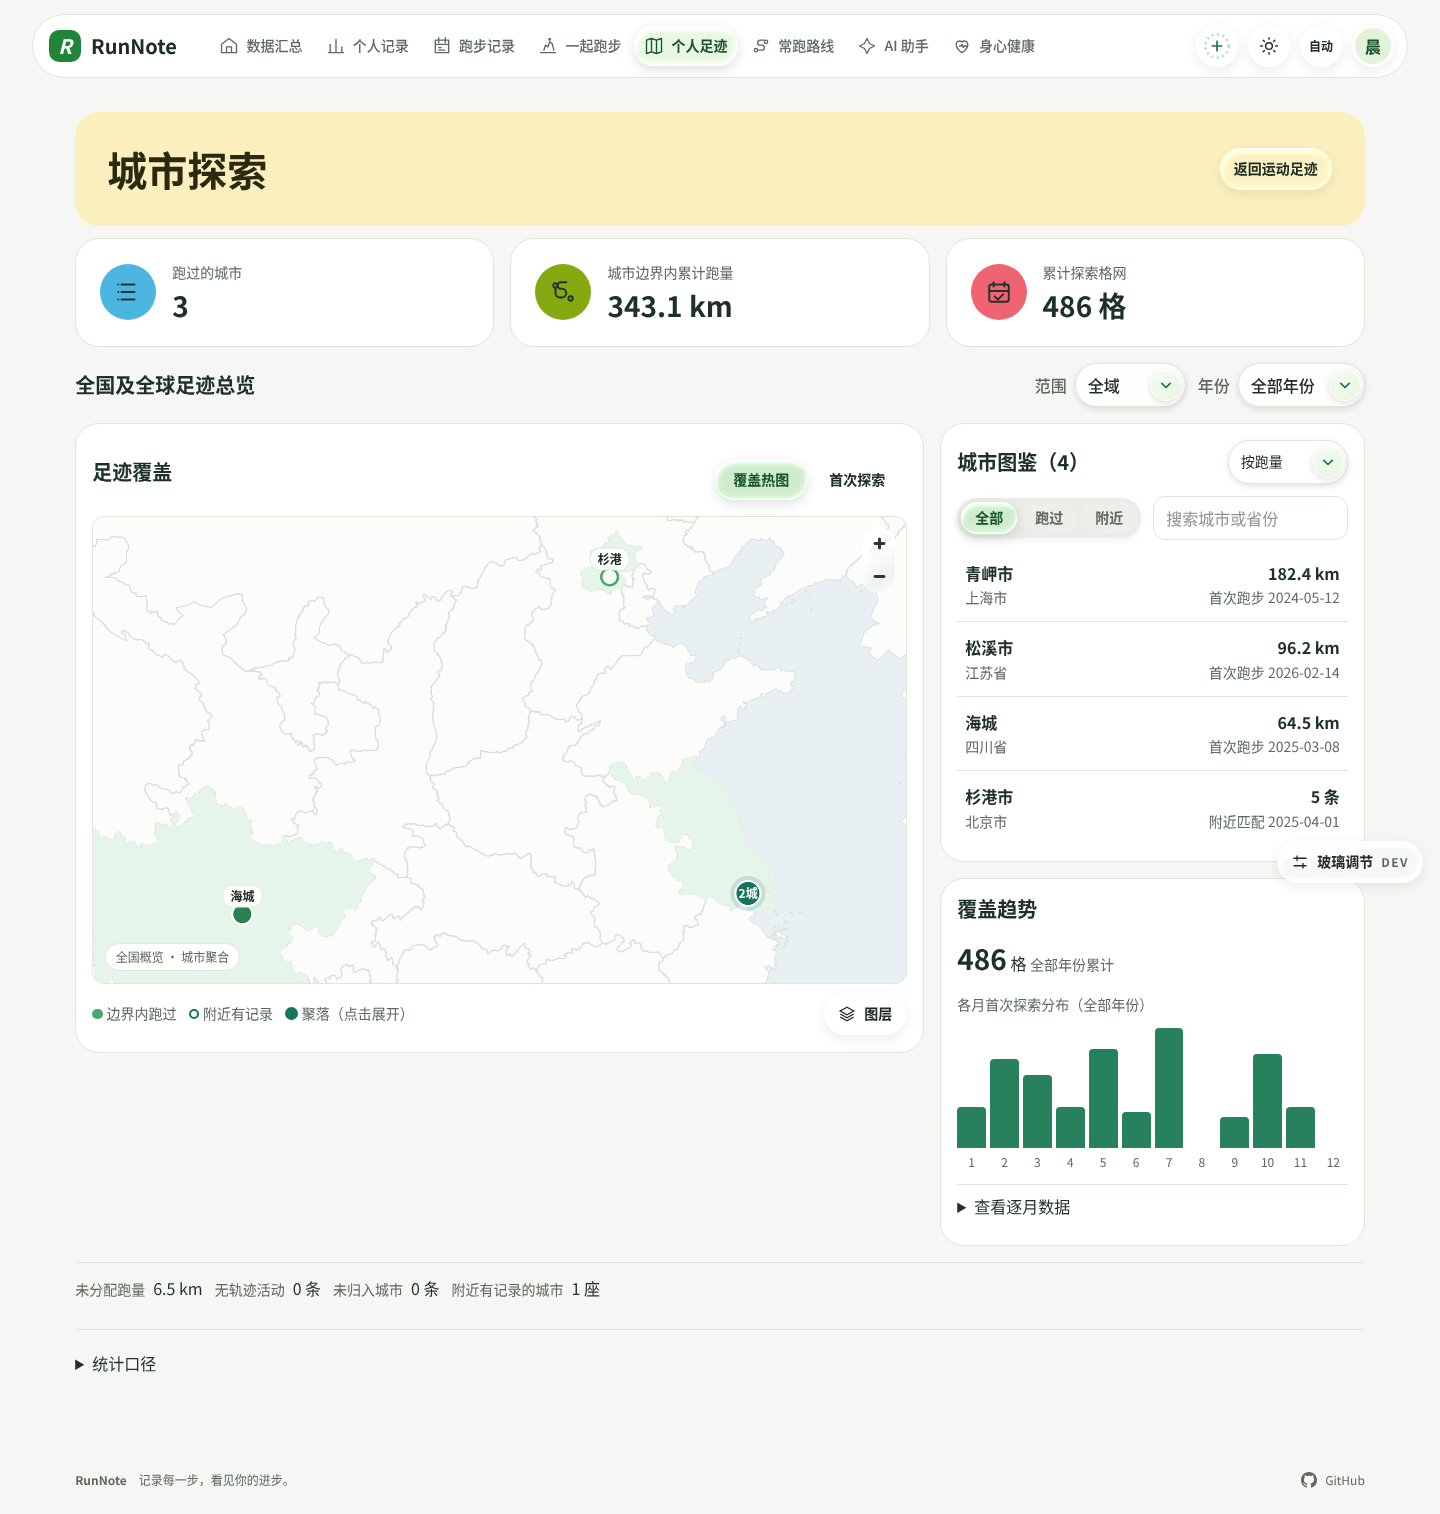 R RunNote 数据汇总 个人记录 跑步记录 一起跑步 个人足迹 常跑路线 AI 助手 身心健康 自动 晨
城市探索
返回运动足迹
跑过的城市
3
城市边界内累计跑量
343.1 km
累计探索格网
486 格
全国及全球足迹总览
范围 全域 年份 全部年份
足迹覆盖
覆盖热图 首次探索
杉港
海城
2城
全国概览 · 城市聚合
边界内跑过 附近有记录 聚落（点击展开）
图层
城市图鉴（4）
按跑量
全部 跑过 附近
搜索城市或省份
青岬市 182.4 km
上海市 首次跑步 2024-05-12
松溪市 96.2 km
江苏省 首次跑步 2026-02-14
海城 64.5 km
四川省 首次跑步 2025-03-08
杉港市 5 条
北京市 附近匹配 2025-04-01
玻璃调节 DEV
覆盖趋势
486 格 全部年份累计
各月首次探索分布（全部年份）
1 2 3 4 5 6 7 8 9 10 11 12
查看逐月数据
未分配跑量 6.5 km 无轨迹活动 0 条 未归入城市 0 条 附近有记录的城市 1 座
统计口径
RunNote 记录每一步，看见你的进步。
GitHub